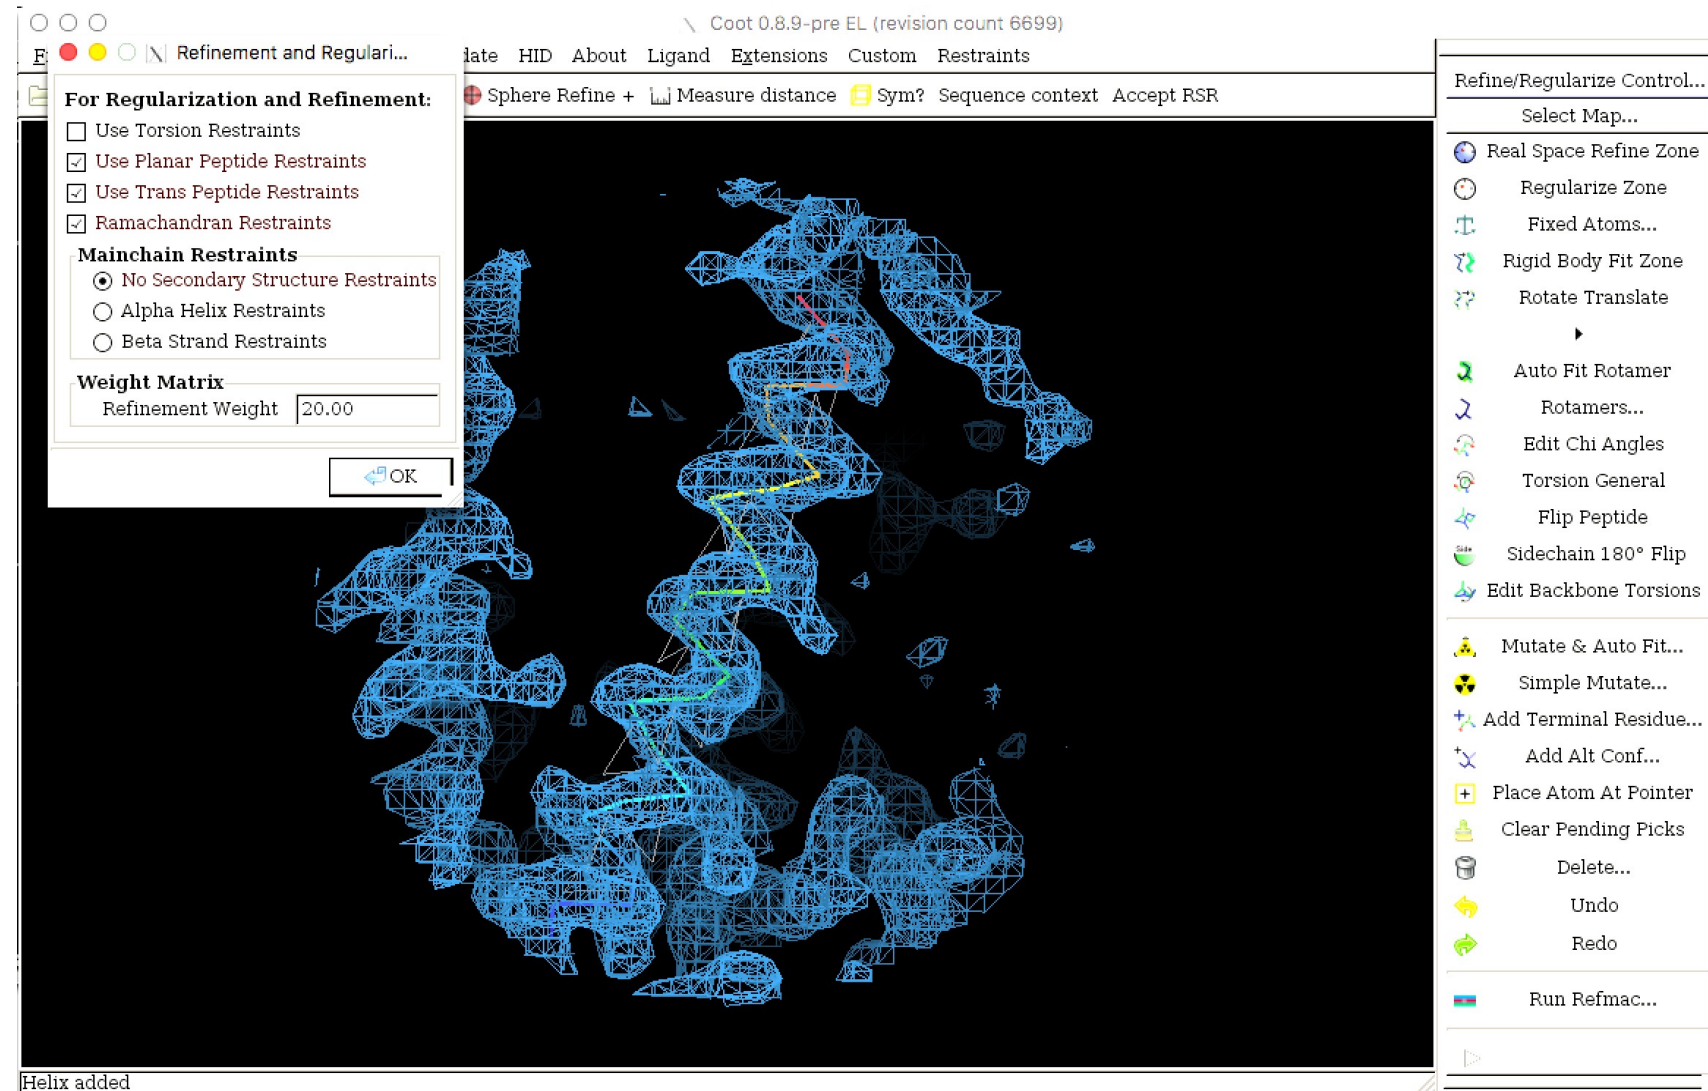 Coot 0.8.9-pre EL (revision count 6699)
HID About Ligand Extensions Custom Restraints
Sphere Refine + Measure distance Sym? Sequence context Accept RSR
Refinement and Regulari...
For Regularization and Refinement:
Use Torsion Restraints
Use Planar Peptide Restraints
Use Trans Peptide Restraints
Ramachandran Restraints
Mainchain Restraints
No Secondary Structure Restraints
Alpha Helix Restraints
Beta Strand Restraints
Weight Matrix
Refinement Weight 20.00
OK
Refine/Regularize Control...
Select Map...
Real Space Refine Zone
Regularize Zone
Fixed Atoms...
Rigid Body Fit Zone
Rotate Translate
Auto Fit Rotamer
Rotamers...
Edit Chi Angles
Torsion General
Flip Peptide
Side
Sidechain 180° Flip
Edit Backbone Torsions
Mutate & Auto Fit...
Simple Mutate...
Add Terminal Residue...
Add Alt Conf...
Place Atom At Pointer
Clear Pending Picks
Delete...
Undo
Redo
Run Refmac...
Helix added